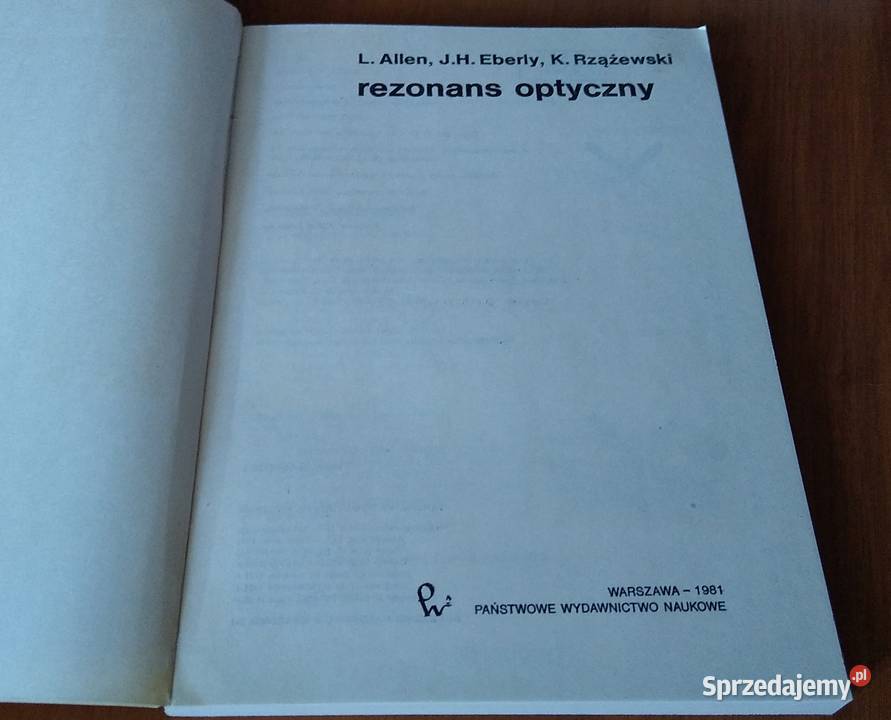 L. Allen, J.H. Eberly, K. Rzążewski
rezonans optyczny
WARSZAWA – 1981
PAŃSTWOWE WYDAWNICTWO NAUKOWE
Sprzedajemy.pl